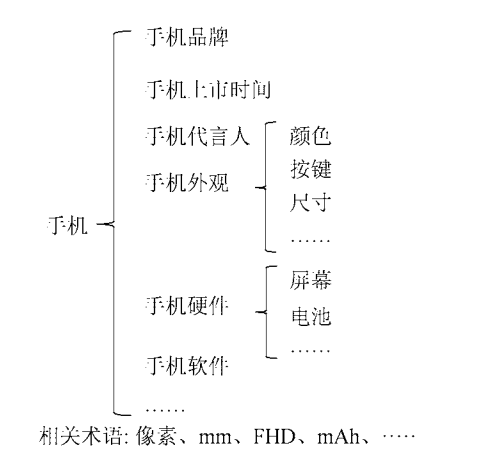 手机品牌
手机上市时间
手机代言人
手机外观
颜色
按键
尺寸
……
手机
手机硬件
屏幕
电池
……
手机软件
……
相关术语: 像素、mm、FHD、mAh、……